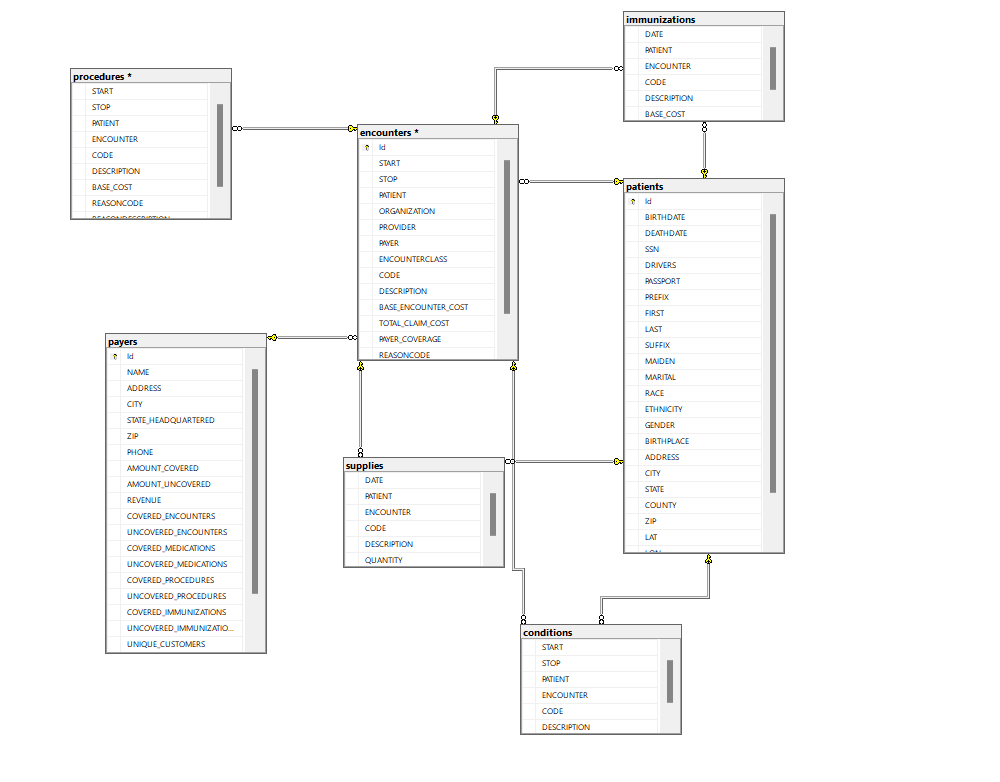 immunizations
DATE
PATIENT
ENCOUNTER
CODE
DESCRIPTION
BASE_COST
procedures *
START
STOP
PATIENT
ENCOUNTER
CODE
DESCRIPTION
BASE_COST
REASONCODE
REASONDESCRIPTION
encounters *
Id
START
STOP
PATIENT
ORGANIZATION
PROVIDER
PAYER
ENCOUNTERCLASS
CODE
DESCRIPTION
BASE_ENCOUNTER_COST
TOTAL_CLAIM_COST
PAYER_COVERAGE
REASONCODE
patients
Id
BIRTHDATE
DEATHDATE
SSN
DRIVERS
PASSPORT
PREFIX
FIRST
LAST
SUFFIX
MAIDEN
MARITAL
RACE
ETHNICITY
GENDER
BIRTHPLACE
ADDRESS
CITY
STATE
COUNTY
ZIP
LAT
LON
payers
Id
NAME
ADDRESS
CITY
STATE_HEADQUARTERED
ZIP
PHONE
AMOUNT_COVERED
AMOUNT_UNCOVERED
REVENUE
COVERED_ENCOUNTERS
UNCOVERED_ENCOUNTERS
COVERED_MEDICATIONS
UNCOVERED_MEDICATIONS
COVERED_PROCEDURES
UNCOVERED_PROCEDURES
COVERED_IMMUNIZATIONS
UNCOVERED_IMMUNIZATIO...
UNIQUE_CUSTOMERS
supplies
DATE
PATIENT
ENCOUNTER
CODE
DESCRIPTION
QUANTITY
conditions
START
STOP
PATIENT
ENCOUNTER
CODE
DESCRIPTION